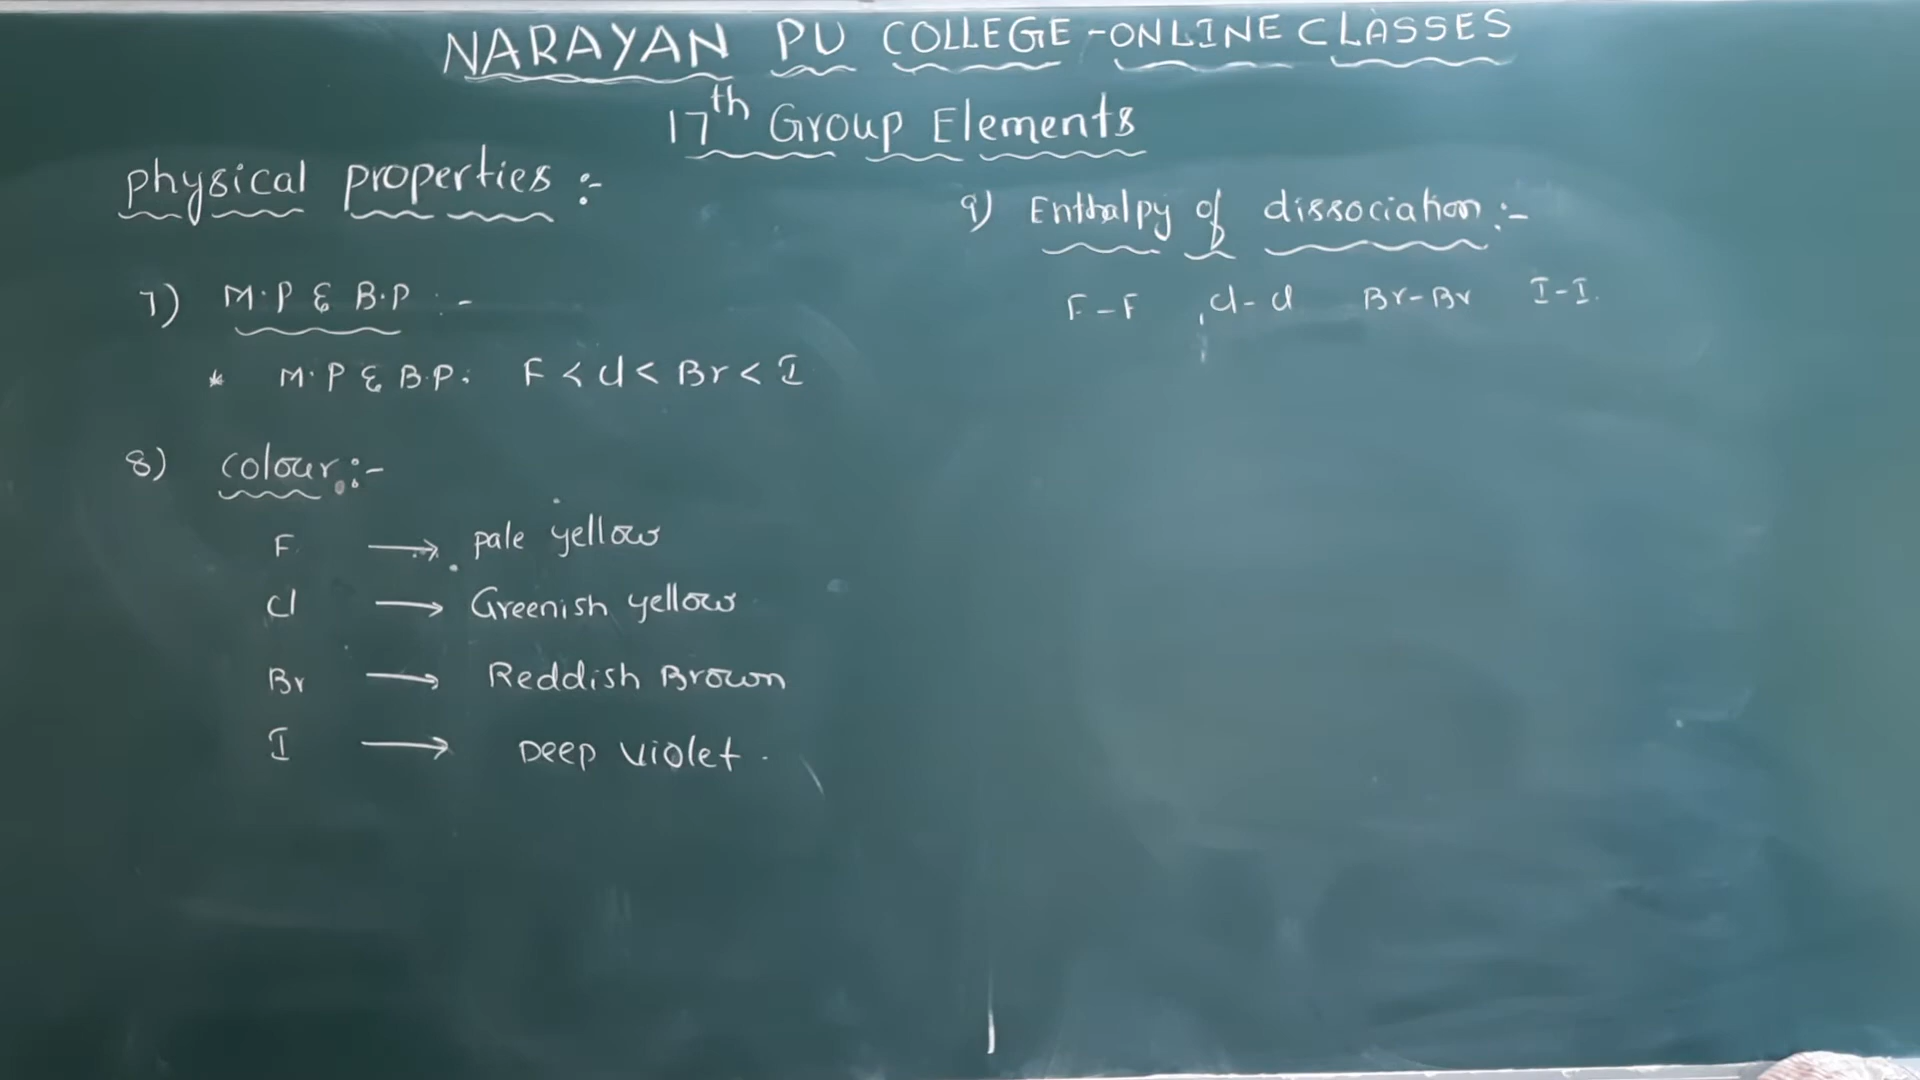 NARAYAN PU COLLEGE - ONLINE CLASSES
17th Group Elements
physical properties :-
7) M.P & B.P :-
* M.P & B.P: F < Cl < Br < I
8) colour :-
F → pale yellow
Cl → Greenish yellow
Br → Reddish Brown
I → Deep violet.
9) Enthalpy of dissociation :-
F-F , Cl-Cl Br-Br I-I.